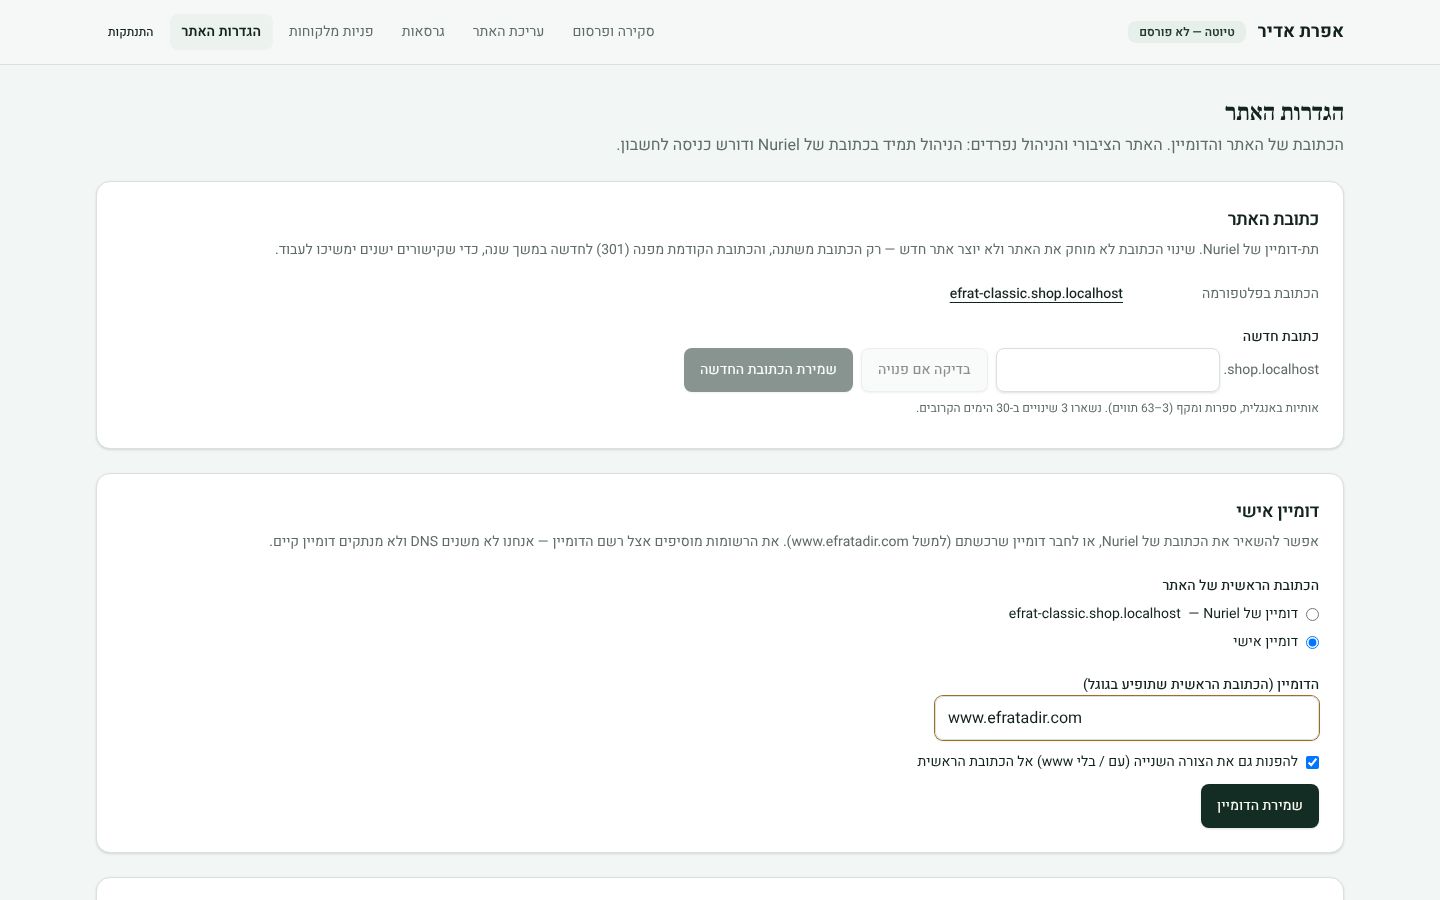 אפרת אדיר
טיוטה — לא פורסם
סקירה ופרסום
עריכת האתר
גרסאות
פניות מלקוחות
הגדרות האתר
התנתקות
הגדרות האתר
הכתובת של האתר והדומיין. האתר הציבורי והניהול נפרדים: הניהול תמיד בכתובת של Nuriel ודורש כניסה לחשבון.
כתובת האתר
תת-דומיין של Nuriel. שינוי הכתובת לא מוחק את האתר ולא יוצר אתר חדש — רק הכתובת משתנה, והכתובת הקודמת מפנה (301) לחדשה במשך שנה, כדי שקישורים ישנים ימשיכו לעבוד.
הכתובת בפלטפורמה
efrat-classic.shop.localhost
כתובת חדשה
.shop.localhost
בדיקה אם פנויה
שמירת הכתובת החדשה
אותיות באנגלית, ספרות ומקף (3–63 תווים). נשארו 3 שינויים ב-30 הימים הקרובים.
דומיין אישי
אפשר להשאיר את הכתובת של Nuriel, או לחבר דומיין שרכשתם (למשל www.efratadir.com). את הרשומות מוסיפים אצל רשם הדומיין — אנחנו לא משנים DNS ולא מנתקים דומיין קיים.
הכתובת הראשית של האתר
דומיין של Nuriel — efrat-classic.shop.localhost
דומיין אישי
הדומיין (הכתובת הראשית שתופיע בגוגל)
www.efratadir.com
להפנות גם את הצורה השנייה (עם / בלי www) אל הכתובת הראשית
שמירת הדומיין